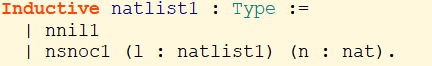 Inductive natlist1 : Type :=
  | nnil1
  | nsnoc1 (l : natlist1) (n : nat).